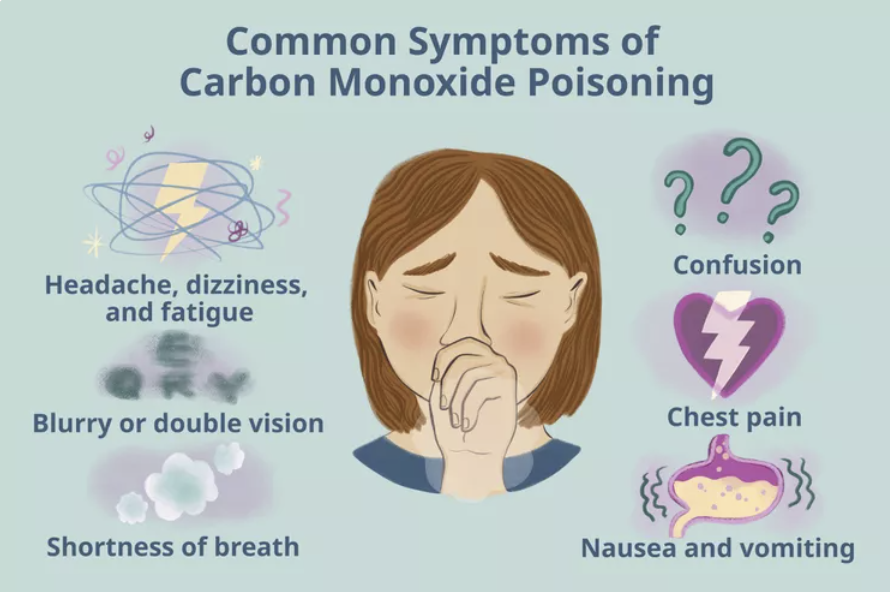 Common Symptoms of
Carbon Monoxide Poisoning
Headache, dizziness,
and fatigue
E
O R V
Blurry or double vision
Shortness of breath
? ? ?
Confusion
Chest pain
Nausea and vomiting